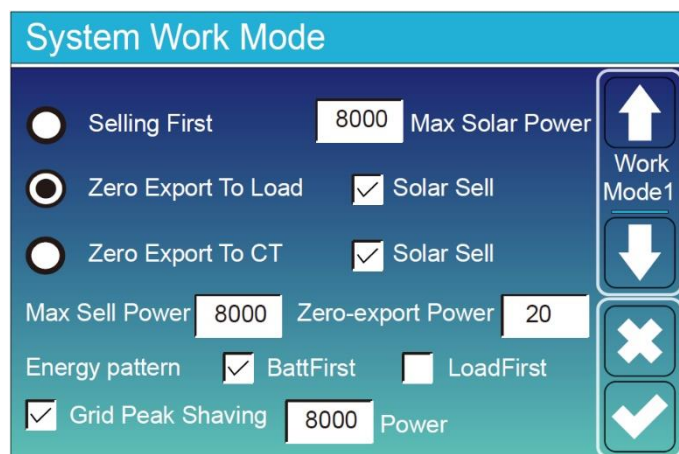 System Work Mode
Selling First 8000 Max Solar Power
Work
Mode1
Zero Export To Load Solar Sell
Zero Export To CT Solar Sell
Max Sell Power 8000 Zero-export Power 20
Energy pattern BattFirst LoadFirst
Grid Peak Shaving 8000 Power